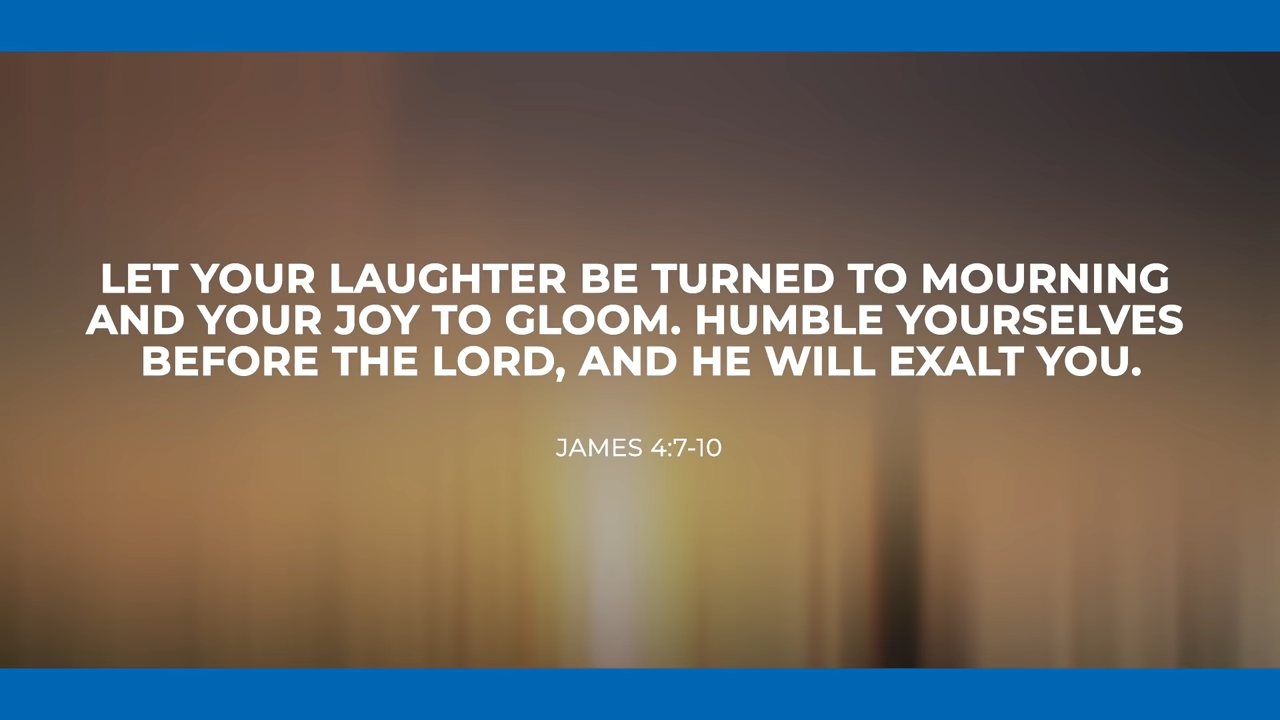 LET YOUR LAUGHTER BE TURNED TO MOURNING
AND YOUR JOY TO GLOOM. HUMBLE YOURSELVES
BEFORE THE LORD, AND HE WILL EXALT YOU.
JAMES 4:7-10